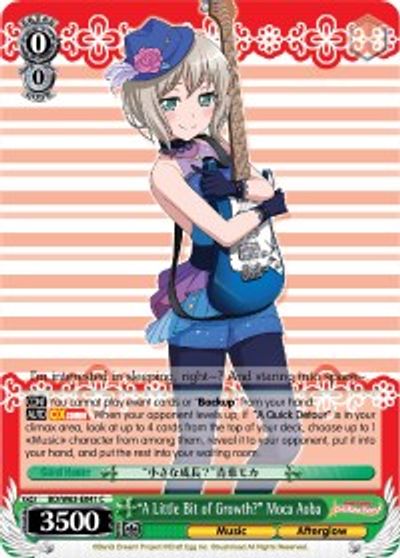 0
0
I'm interested in sleeping, right~? And staring into space~
CONT You cannot play event cards or "Backup" from your hand.
AUTO CX COMBO When your opponent levels up, if "A Quick Detour" is in your
climax area, look at up to 4 cards from the top of your deck, choose up to 1
«Music» character from among them, reveal it to your opponent, put it into
your hand, and put the rest into your waiting room.
Card Name "小さな成長?" 青葉モカ
3500
"A Little Bit of Growth?" Moca Aoba
Music Afterglow